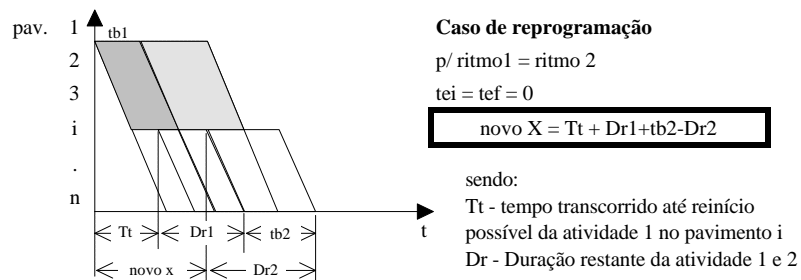 pav.
1
tb1
2
3
i
.
n
t
Tt
Dr1
tb2
novo x
Dr2
Caso de reprogramação
p/ ritmo1 = ritmo 2
tei = tef = 0
novo X = Tt + Dr1+tb2-Dr2
sendo:
Tt - tempo transcorrido até reinício
possível da atividade 1 no pavimento i
Dr - Duração restante da atividade 1 e 2